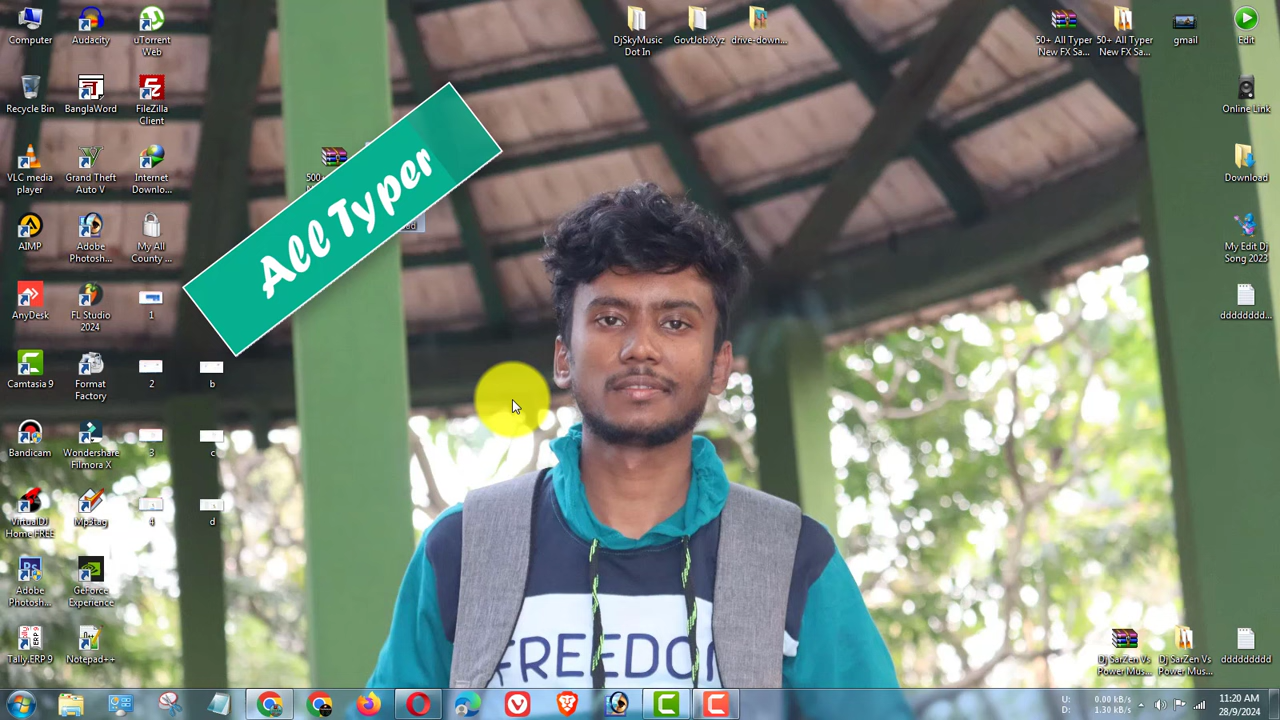 Computer
Audacity
uTorrent
Web
DjSkyMusic
Dot In
GovtJob.Xyz
drive-down...
50+ All Typer
New FX Sa...
50+ All Typer
New FX Sa...
gmail
Edit
Recycle Bin
BanglaWord
FileZilla
Client
Online Link
VLC media
player
Grand Theft
Auto V
Internet
Downlo...
Download
All Typer
AIMP
Adobe
Photosh...
My All
County ...
My Edit Dj
Song 2023
AnyDesk
FL Studio
2024
1
dddddddd...
Camtasia 9
Format
Factory
2
b
Bandicam
Wondershare
Filmora X
3
c
VirtualDJ
Home FREE
Mp3tag
4
d
Adobe
Photosh...
GeForce
Experience
FREEDO
Tally.ERP 9
Notepad++
Dj SarZen Vs
Power Mus...
Dj SarZen Vs
Power Mus...
ddddddddd
U: 0.00 kB/s
D: 1.30 kB/s
11:20 AM
28/9/2024